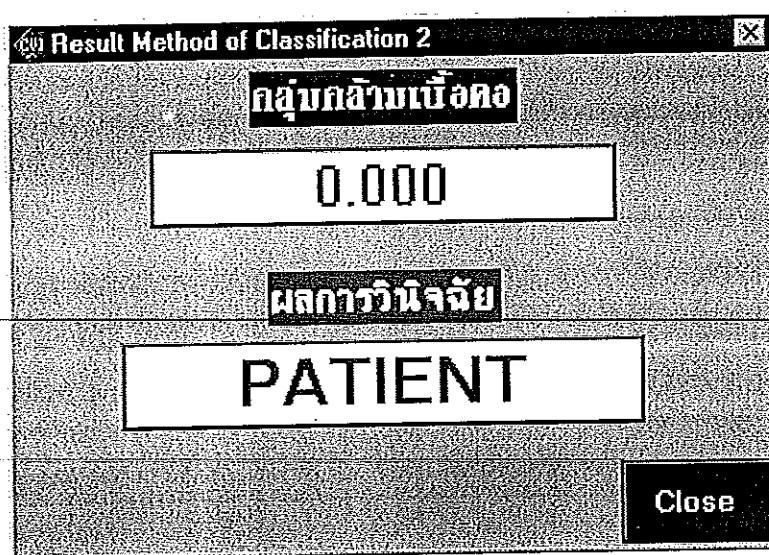 Result Method of Classification 2
กลุ่มกล้ามเนื้อคอ
0.000
ผลการวินิจฉัย
PATIENT
Close